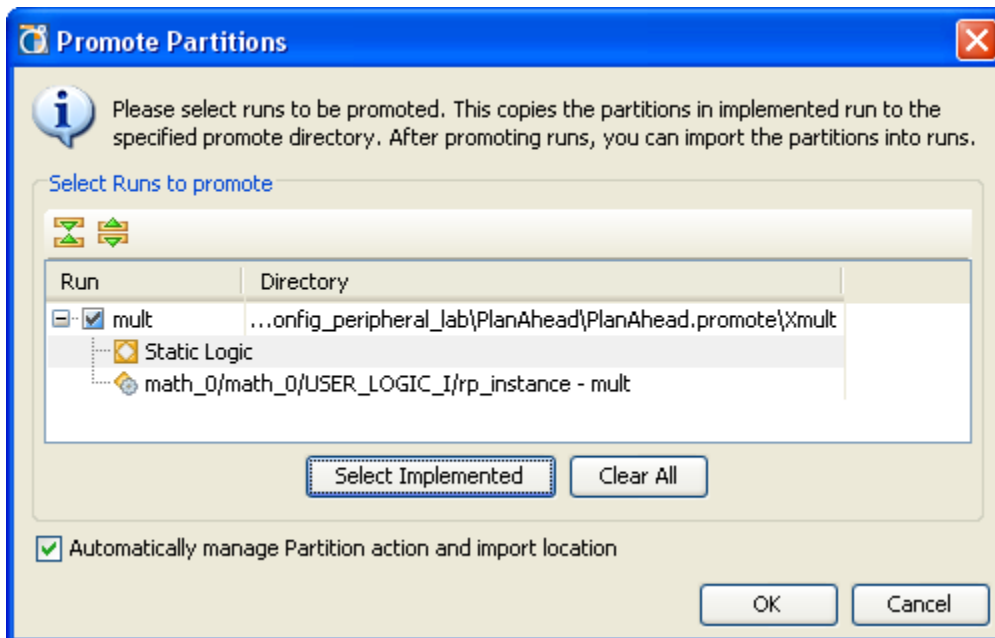 Promote Partitions
Please select runs to be promoted. This copies the partitions in implemented run to the
specified promote directory. After promoting runs, you can import the partitions into runs.
Select Runs to promote
Run Directory
mult ...onfig_peripheral_lab\PlanAhead\PlanAhead.promote\Xmult
Static Logic
math_0/math_0/USER_LOGIC_I/rp_instance - mult
Select Implemented Clear All
Automatically manage Partition action and import location
OK Cancel